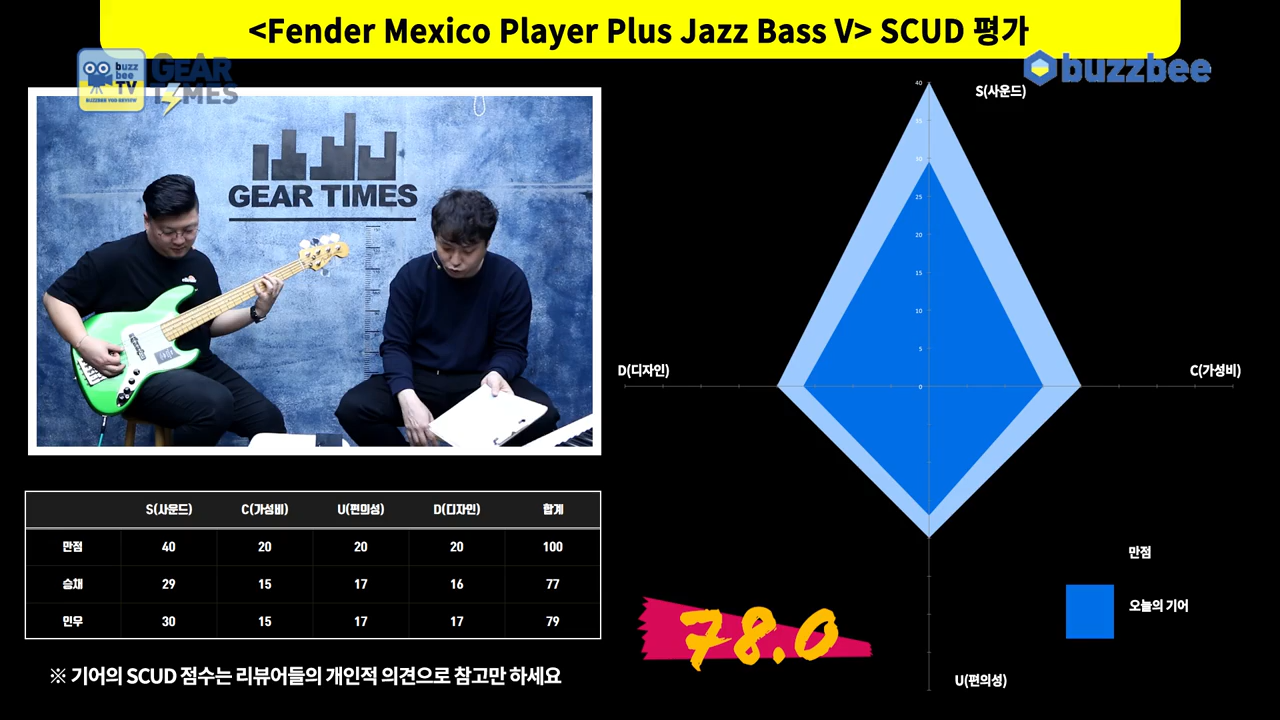 <Fender Mexico Player Plus Jazz Bass V> SCUD 평가
buzz
bee
TV
BUZZBEE YOU REVIEW
GEAR
TIMES
buzzbee
GEAR TIMES
S(사운드)
40
35
30
25
20
15
10
5
0
D(디자인)
C(가성비)
U(편의성)
S(사운드) C(가성비) U(편의성) D(디자인) 합계
만점 40 20 20 20 100
승채 29 15 17 16 77
민우 30 15 17 17 79
만점
오늘의 기어
78.0
※ 기어의 SCUD 점수는 리뷰어들의 개인적 의견으로 참고만 하세요